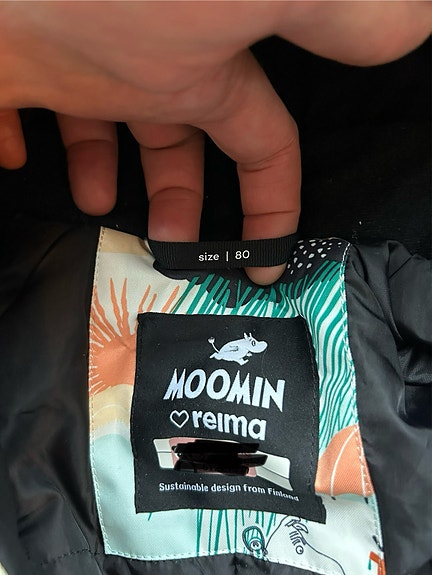 size | 80
MOOMIN
♡ reima
Sustainable design from Finland